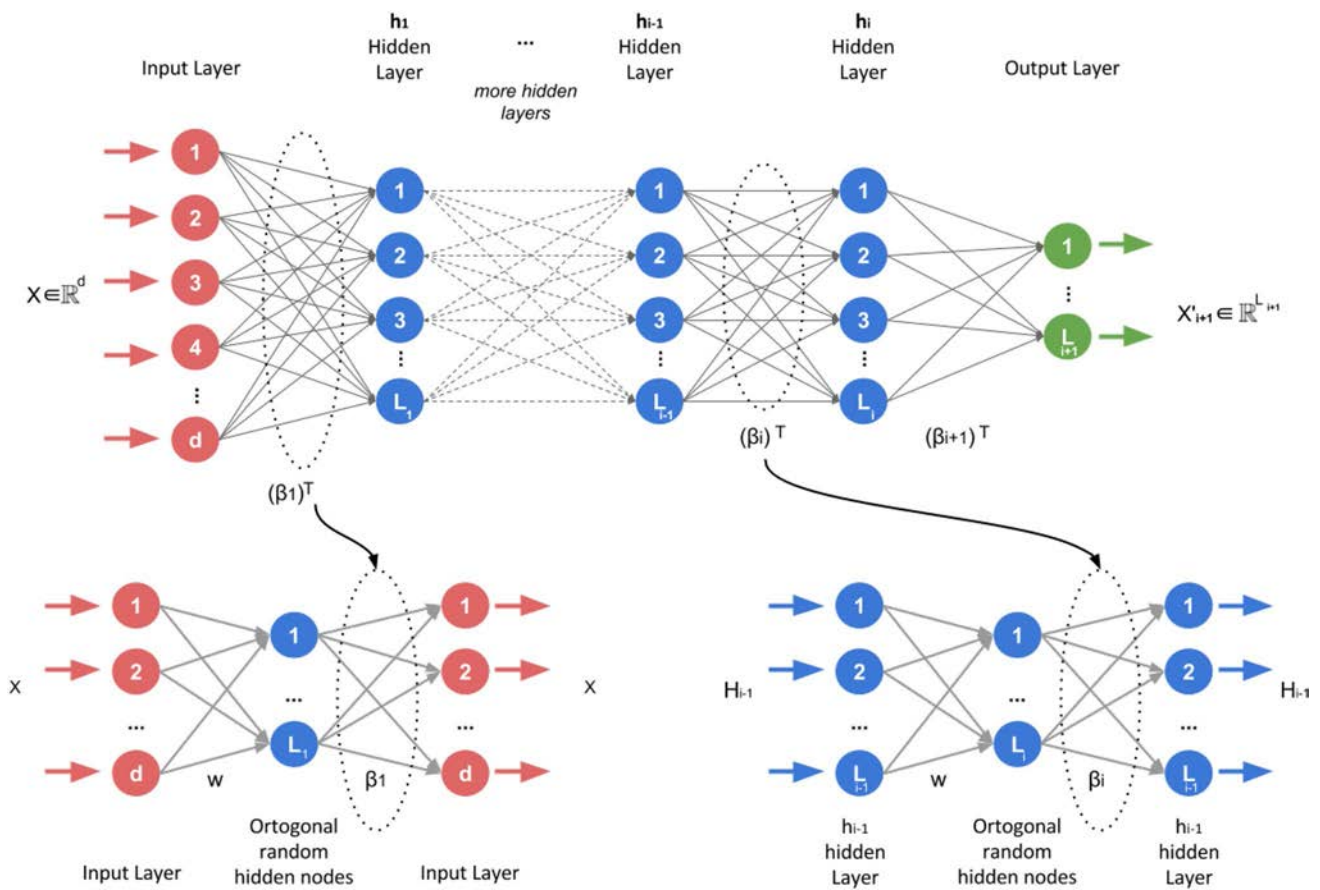 h1
Hidden
Layer
...
more hidden
layers
hi-1
Hidden
Layer
hi
Hidden
Layer
Input Layer
Output Layer
1
2
3
4
...
d
X∈ℝ^d
1
2
3
...
L1
1
2
3
...
Li-1
1
2
3
...
Li
1
...
Li+1
X'i+1∈ ℝ^L i+1
(β1)^T
(βi)^T
(βi+1)^T
X
1
2
...
d
w
1
...
L1
β1
1
2
...
d
X
Input Layer
Ortogonal
random
hidden nodes
Input Layer
Hi-1
1
2
...
Li-1
w
1
...
Li
βi
1
2
...
Li-1
Hi-1
hi-1
hidden
Layer
Ortogonal
random
hidden nodes
hi-1
hidden
Layer